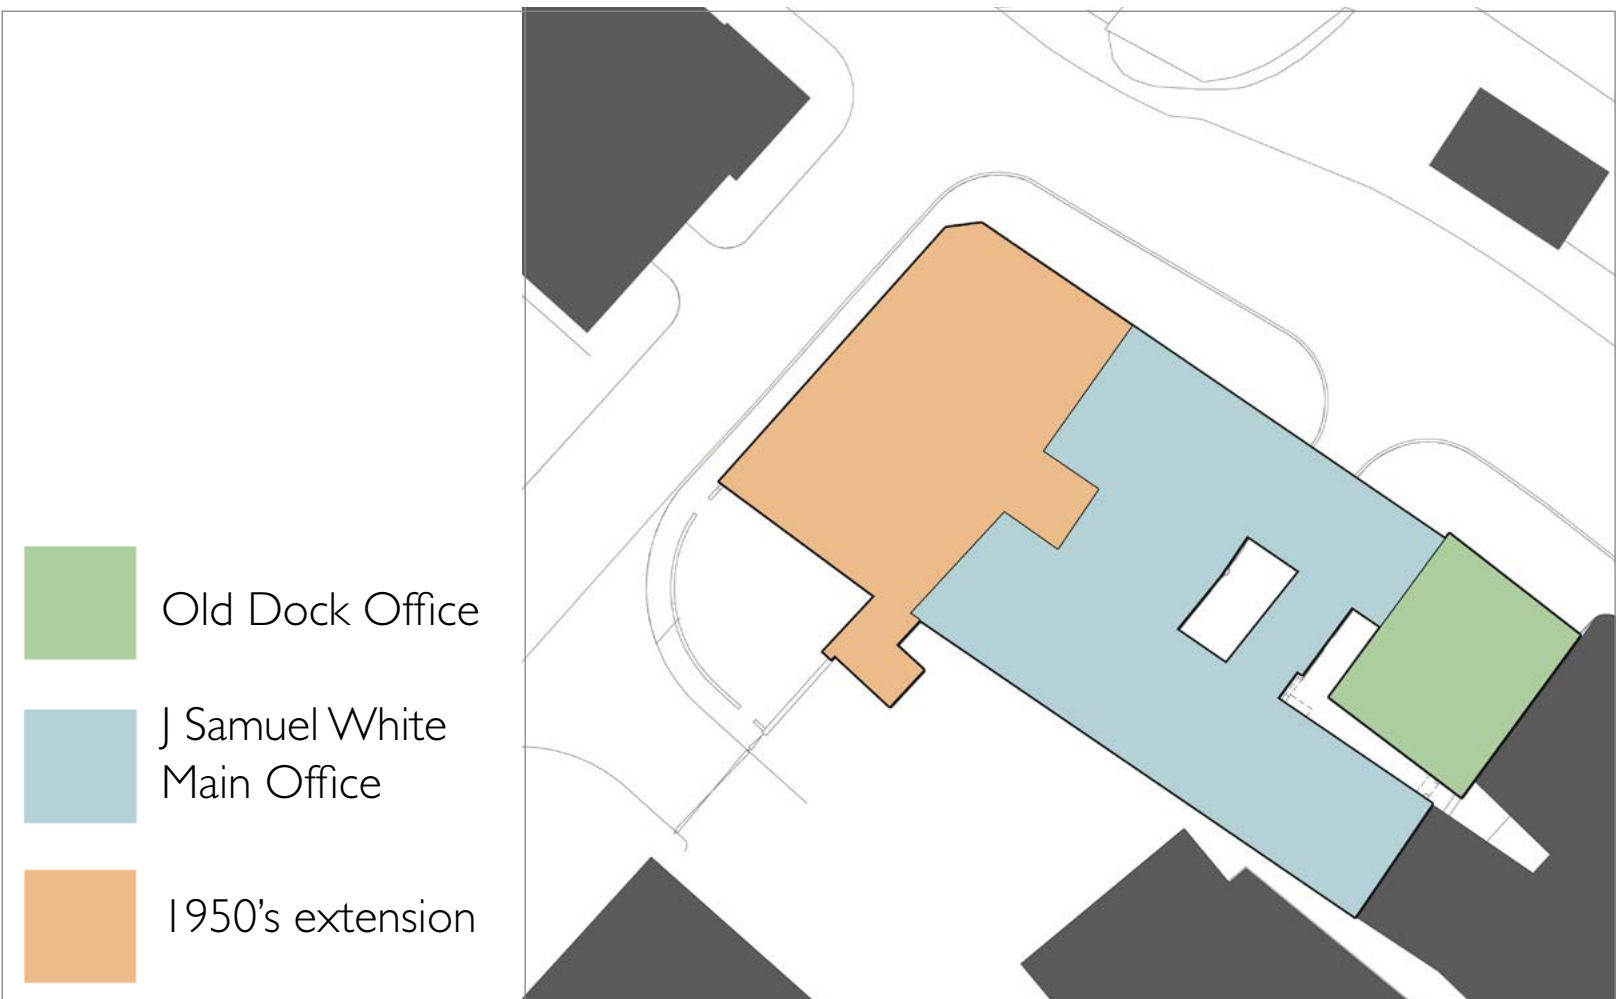 Old Dock Office
J Samuel White
Main Office
1950's extension